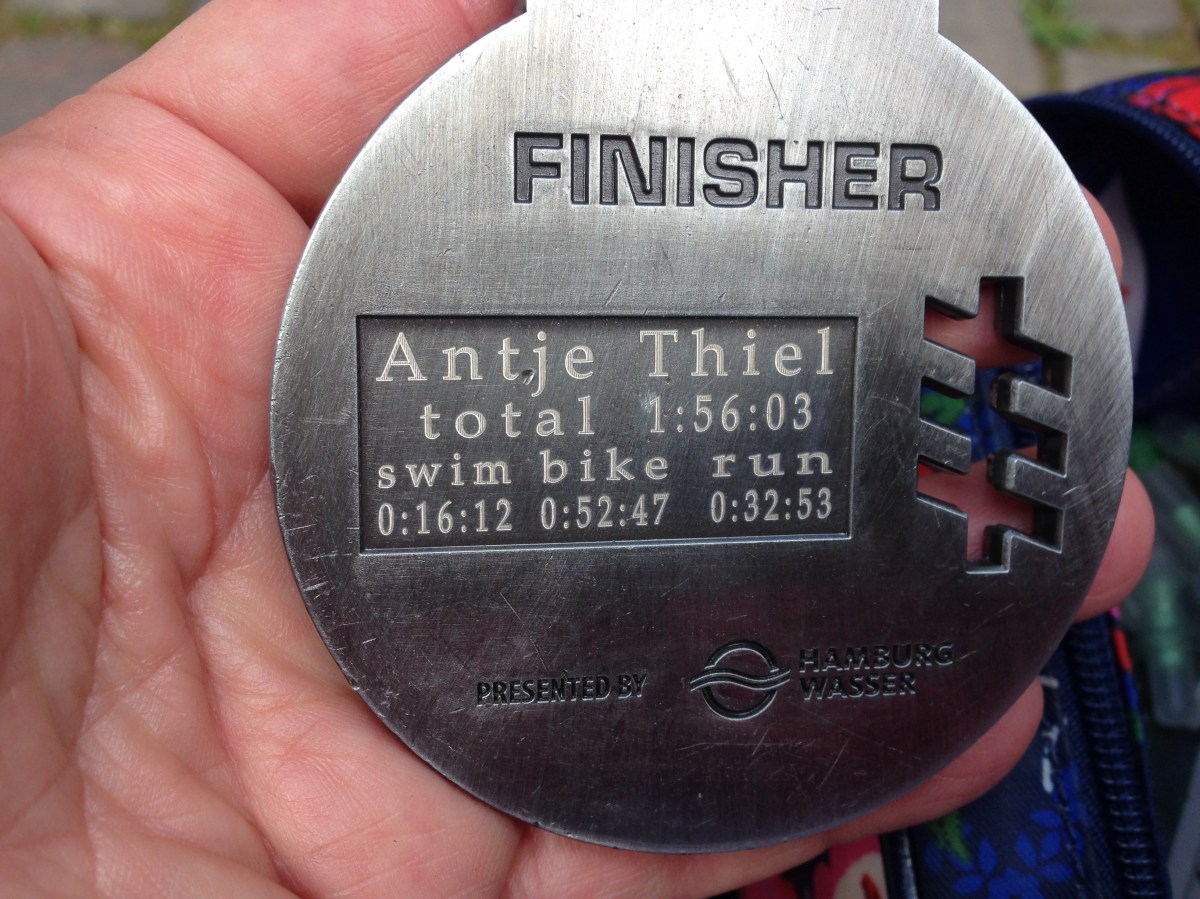 FINISHER
Antje Thiel
total 1:56:03
swim bike run
0:16:12 0:52:47 0:32:53
PRESENTED BY
HAMBURG
WASSER